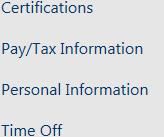 Certifications
Pay/Tax Information
Personal Information
Time Off